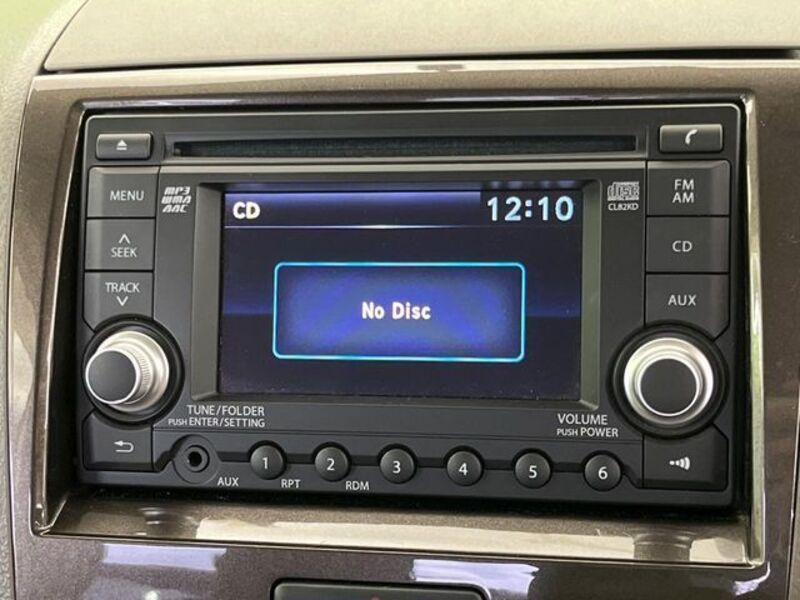 MENU
MP3
WMA
AAC
CD
12:10
disc
CL82KD
FM
AM
SEEK
CD
TRACK
AUX
No Disc
TUNE/FOLDER
PUSH ENTER/SETTING
VOLUME
PUSH POWER
1
2
3
4
5
6
AUX
RPT
RDM